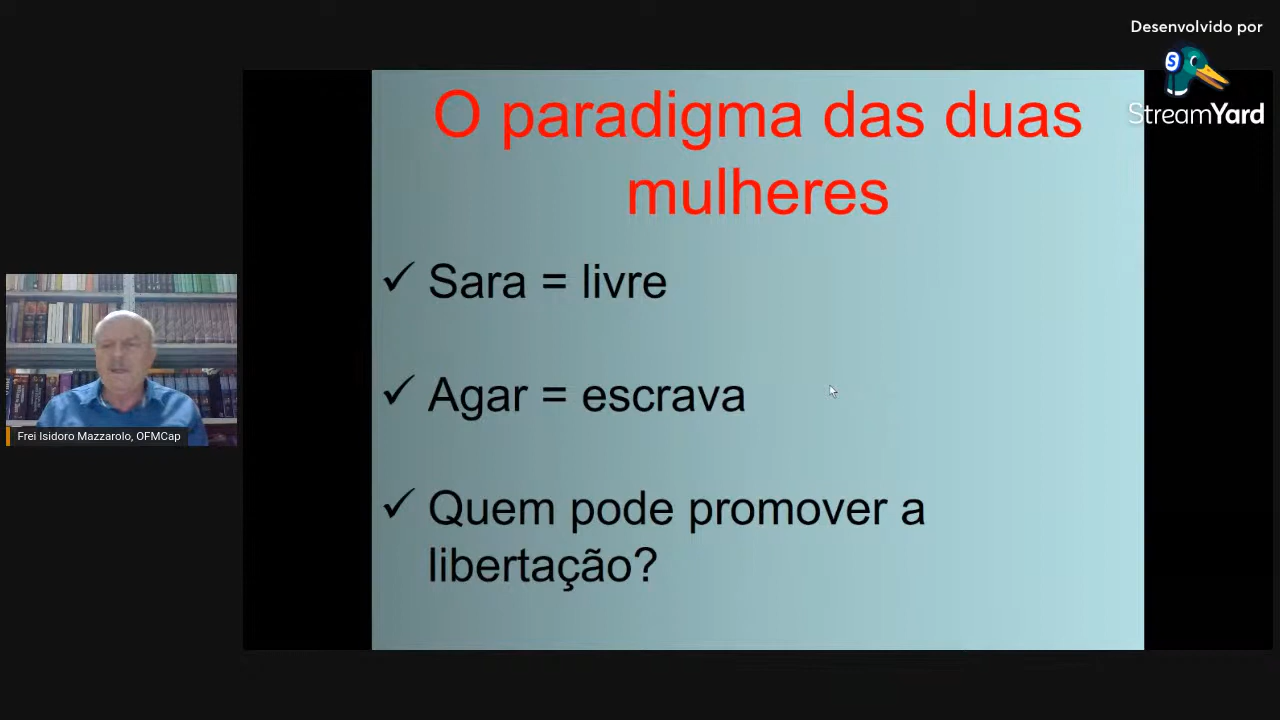 Desenvolvido por
StreamYard
O paradigma das duas
mulheres
✓ Sara = livre
✓ Agar = escrava
✓ Quem pode promover a
libertação?
Frei Isidoro Mazzarolo, OFMCap